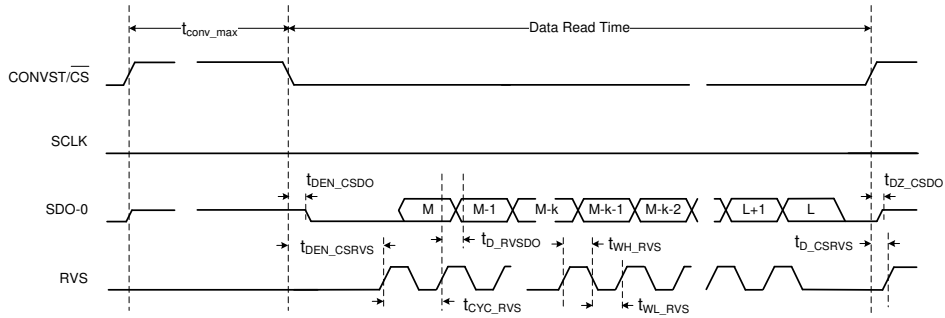 t_conv_max
Data Read Time
CONVST/CS
SCLK
t_DEN_CSDO
t_DZ_CSDO
SDO-0
M
M-1
M-k
M-k-1
M-k-2
L+1
L
t_DEN_CSRVS
t_D_RVSDO
t_WH_RVS
t_D_CSRVS
RVS
t_CYC_RVS
t_WL_RVS